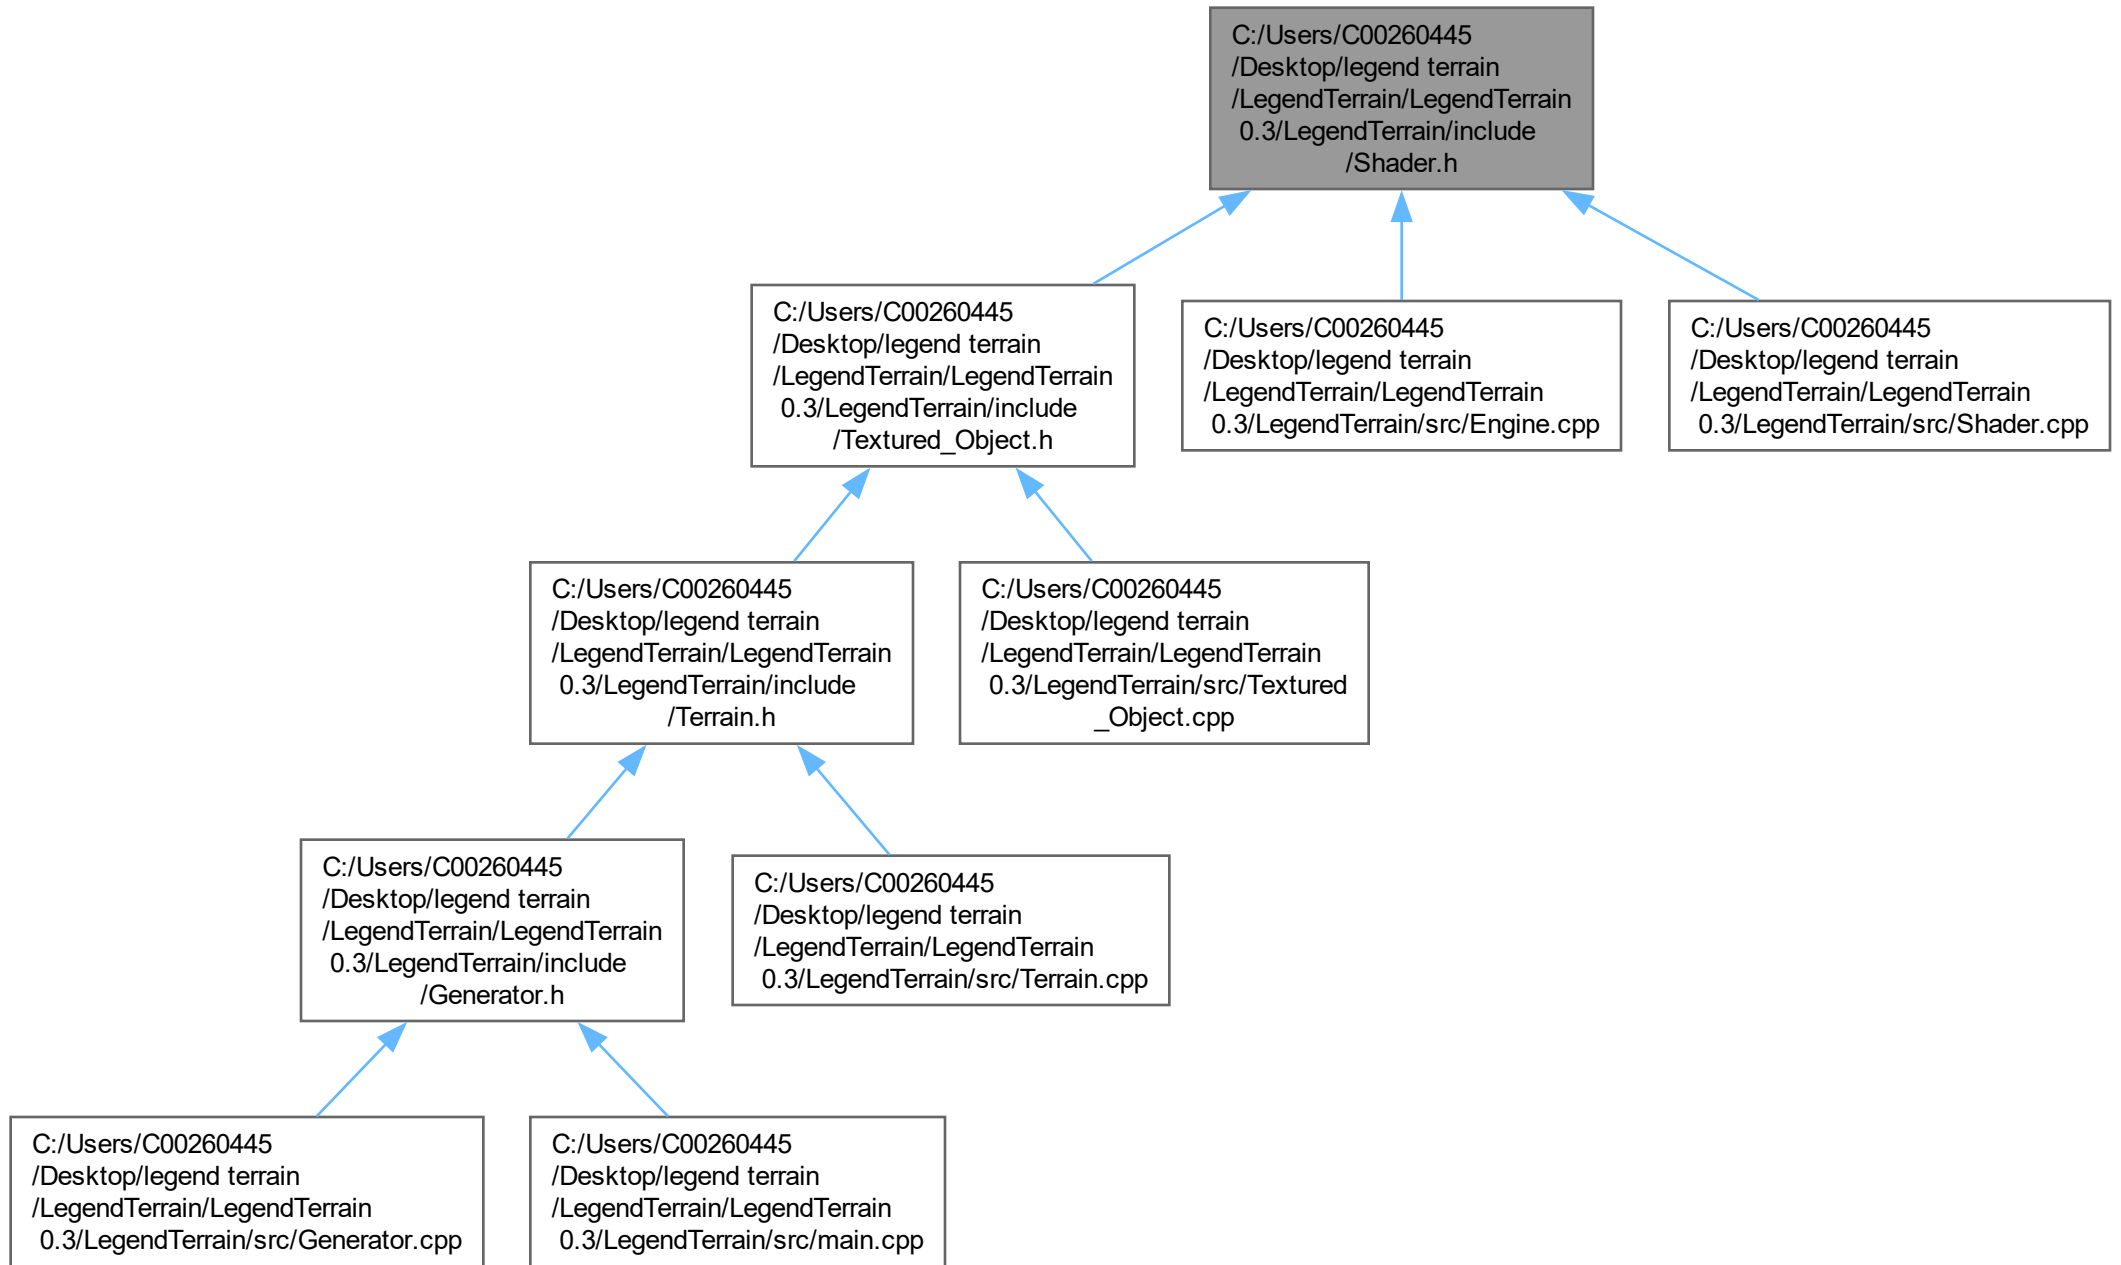 C:/Users/C00260445
/Desktop/legend terrain
/LegendTerrain/LegendTerrain
0.3/LegendTerrain/include
/Shader.h
C:/Users/C00260445
/Desktop/legend terrain
/LegendTerrain/LegendTerrain
0.3/LegendTerrain/include
/Textured_Object.h
C:/Users/C00260445
/Desktop/legend terrain
/LegendTerrain/LegendTerrain
0.3/LegendTerrain/src/Engine.cpp
C:/Users/C00260445
/Desktop/legend terrain
/LegendTerrain/LegendTerrain
0.3/LegendTerrain/src/Shader.cpp
C:/Users/C00260445
/Desktop/legend terrain
/LegendTerrain/LegendTerrain
0.3/LegendTerrain/include
/Terrain.h
C:/Users/C00260445
/Desktop/legend terrain
/LegendTerrain/LegendTerrain
0.3/LegendTerrain/src/Textured
_Object.cpp
C:/Users/C00260445
/Desktop/legend terrain
/LegendTerrain/LegendTerrain
0.3/LegendTerrain/include
/Generator.h
C:/Users/C00260445
/Desktop/legend terrain
/LegendTerrain/LegendTerrain
0.3/LegendTerrain/src/Terrain.cpp
C:/Users/C00260445
/Desktop/legend terrain
/LegendTerrain/LegendTerrain
0.3/LegendTerrain/src/Generator.cpp
C:/Users/C00260445
/Desktop/legend terrain
/LegendTerrain/LegendTerrain
0.3/LegendTerrain/src/main.cpp